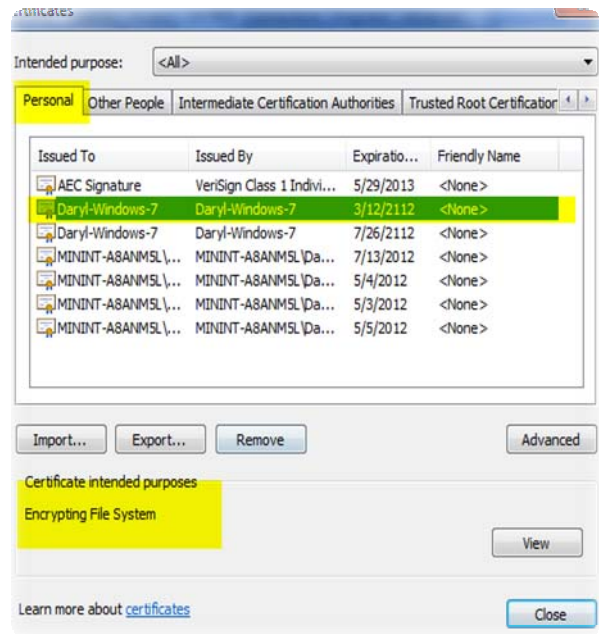 Certificates
Intended purpose: <All>
Personal Other People Intermediate Certification Authorities Trusted Root Certification
Issued To Issued By Expiratio... Friendly Name
AEC Signature VeriSign Class 1 Indivi... 5/29/2013 <None>
Daryl-Windows-7 Daryl-Windows-7 3/12/2112 <None>
Daryl-Windows-7 Daryl-Windows-7 7/26/2112 <None>
MININT-A8ANM5L\... MININT-A8ANM5L\Da... 7/13/2012 <None>
MININT-A8ANM5L\... MININT-A8ANM5L\Da... 5/4/2012 <None>
MININT-A8ANM5L\... MININT-A8ANM5L\Da... 5/3/2012 <None>
MININT-A8ANM5L\... MININT-A8ANM5L\Da... 5/5/2012 <None>
Import... Export... Remove Advanced
Certificate intended purposes
Encrypting File System
View
Learn more about certificates
Close